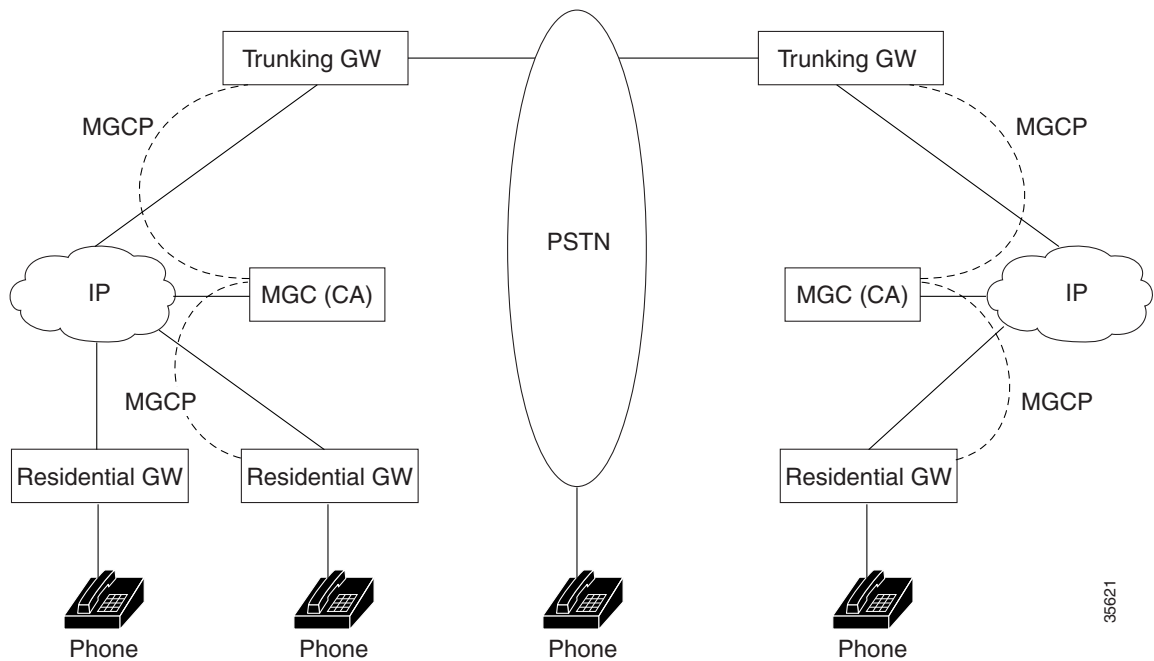 Trunking GW
Trunking GW
MGCP
MGCP
PSTN
IP
MGC (CA)
MGC (CA)
IP
MGCP
MGCP
Residential GW
Residential GW
Residential GW
Phone
Phone
Phone
Phone
35621